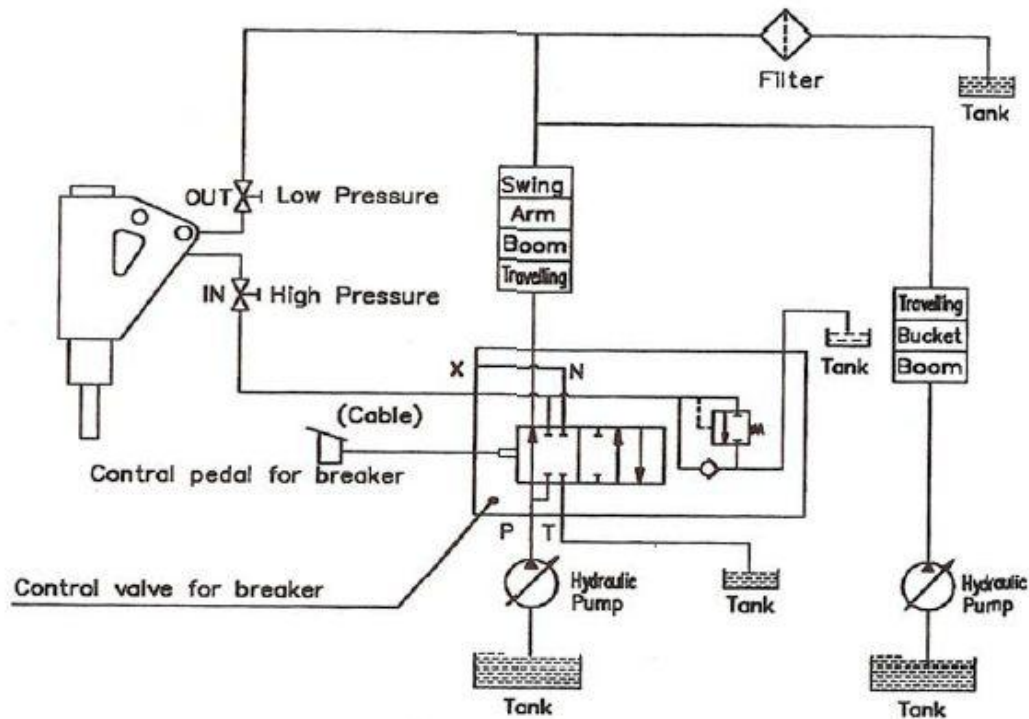 Filter
Tank
OUT
Low Pressure
Swing
Arm
Boom
Travelling
IN
High Pressure
Travelling
Bucket
Boom
Tank
X
N
(Cable)
Control pedal for breaker
P
T
Control valve for breaker
Hydraulic
Pump
Tank
Hydraulic
Pump
Tank
Tank